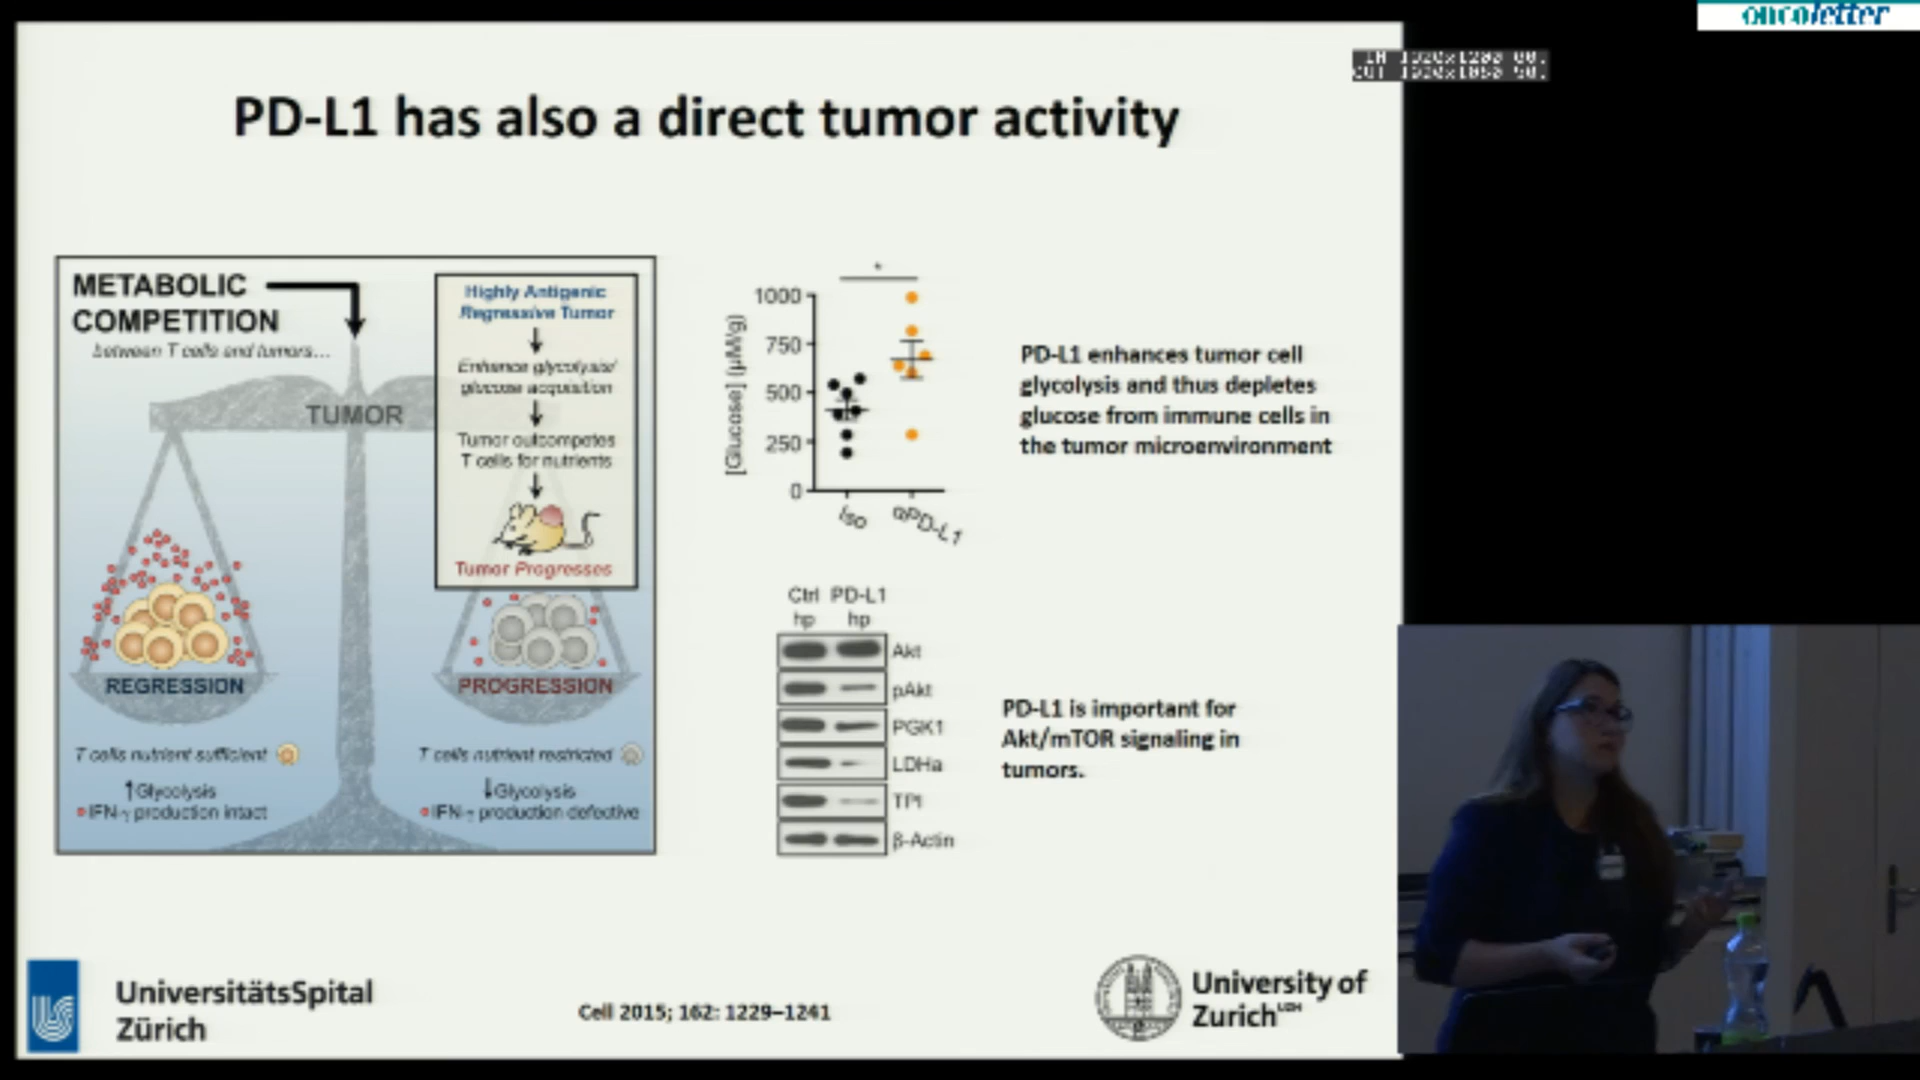 oncoletter
PD-L1 has also a direct tumor activity
METABOLIC
COMPETITION
between T cells and tumors...
TUMOR
Highly Antigenic
Regressive Tumor
Enhance glycolysis/
glucose acquisition
Tumor outcompetes
T cells for nutrients
Tumor Progresses
REGRESSION
PROGRESSION
T cells nutrient sufficient
↑Glycolysis
IFN-γ production intact
T cells nutrient restricted
↓Glycolysis
IFN-γ production defective
*
[Glucose] (μM/g)
1000
750
500
250
0
Iso
αPD-L1
PD-L1 enhances tumor cell
glycolysis and thus depletes
glucose from immune cells in
the tumor microenvironment
Ctrl PD-L1
hp hp
Akt
pAkt
PGK1
LDHa
TPI
β-Actin
PD-L1 is important for
Akt/mTOR signaling in
tumors.
UniversitätsSpital
Zürich
Cell 2015; 162: 1229–1241
University of
Zurich